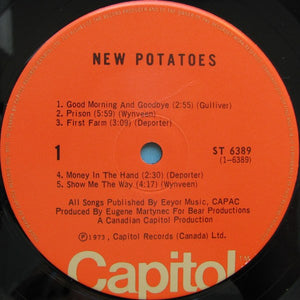 NEW POTATOES
1. Good Morning And Goodbye (2:55) (Gulliver)
2. Prison (5:59) (Wynveen)
3. First Farm (3:09) (Deporter)
1
ST 6389
(1-6389)
4. Money In The Hand (2:30) (Deporter)
5. Show Me The Way (4:17) (Wynveen)
All Songs Published By Eeyor Music, CAPAC
Produced By Eugene Martynec For Bear Productions
A Canadian Capitol Production
℗1973, Capitol Records (Canada) Ltd.
Capitol